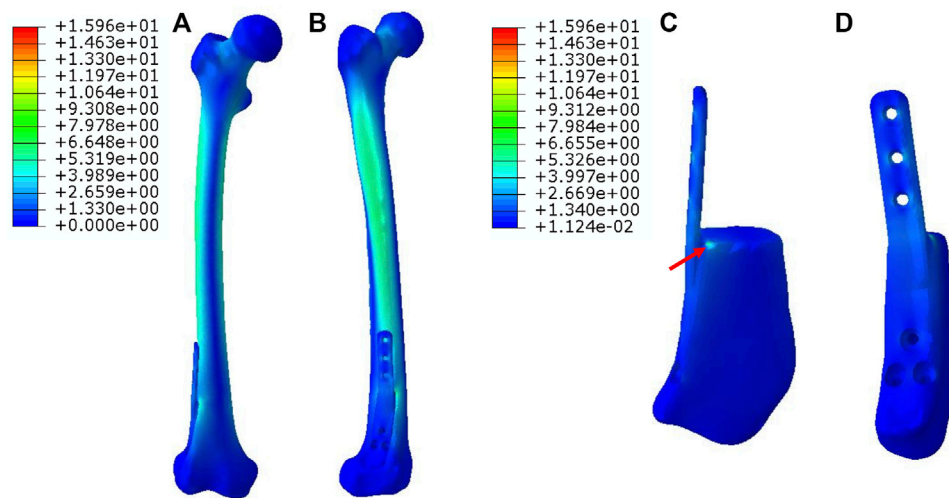 A
B
C
D
+1.596e+01
+1.463e+01
+1.330e+01
+1.197e+01
+1.064e+01
+9.308e+00
+7.978e+00
+6.648e+00
+5.319e+00
+3.989e+00
+2.659e+00
+1.330e+00
+0.000e+00
+1.596e+01
+1.463e+01
+1.330e+01
+1.197e+01
+1.064e+01
+9.312e+00
+7.984e+00
+6.655e+00
+5.326e+00
+3.997e+00
+2.669e+00
+1.340e+00
+1.124e-02